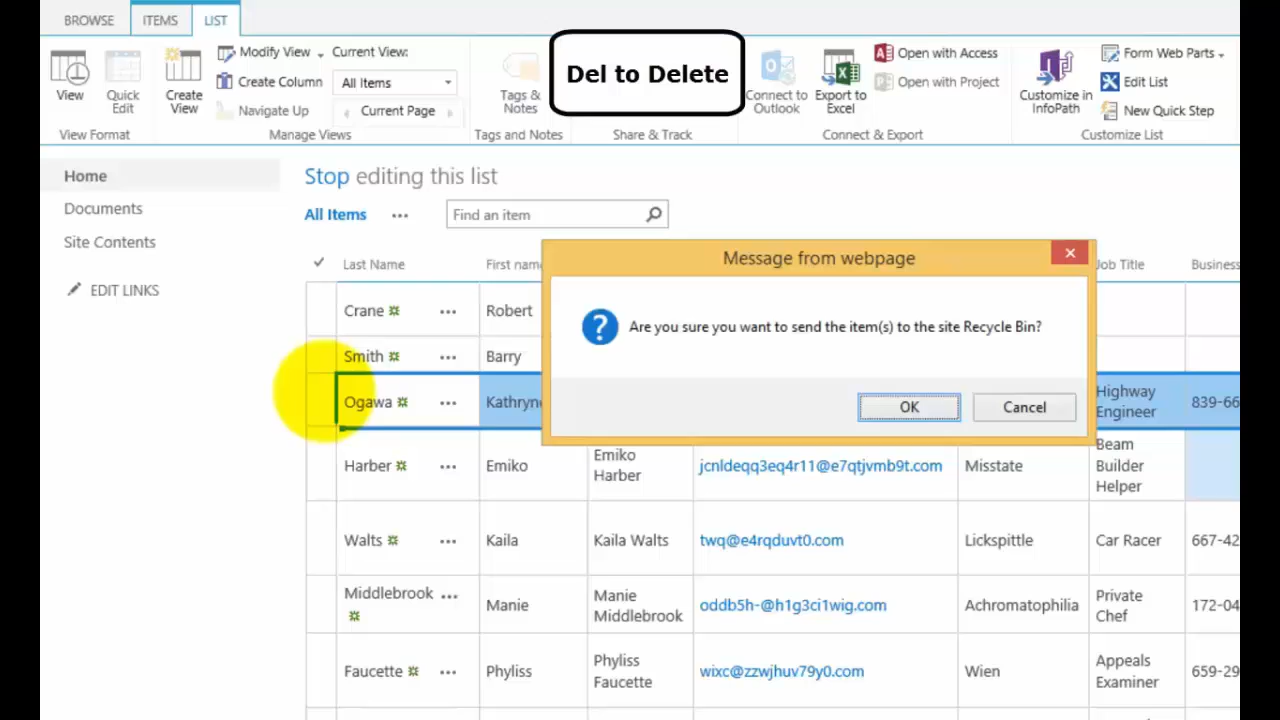 BROWSE ITEMS LIST
View
Quick
Edit
View Format
Create
View
Modify View
Create Column
Navigate Up
Current View:
All Items
Current Page
Manage Views
Tags &
Notes
Tags and Notes
Del to Delete
Share & Track
Connect to
Outlook
Export to
Excel
Open with Access
Open with Project
Connect & Export
Customize in
InfoPath
Form Web Parts
Edit List
New Quick Step
Customize List
Home
Documents
Site Contents
EDIT LINKS
Stop editing this list
All Items ...
Find an item
Last Name First name Job Title Business
Message from webpage
Are you sure you want to send the item(s) to the site Recycle Bin?
OK Cancel
Crane ... Robert
Smith ... Barry
Ogawa ... Kathryn Highway
Engineer 839-66
Harber ... Emiko Emiko
Harber jcnldeqq3eq4r11@e7qtjvmb9t.com Misstate Beam
Builder
Helper
Walts ... Kaila Kaila Walts twq@e4rqduvt0.com Lickspittle Car Racer 667-42
Middlebrook ... Manie Manie
Middlebrook oddb5h-@h1g3ci1wig.com Achromatophilia Private
Chef 172-04
Faucette ... Phyliss Phyliss
Faucette wixc@zzwjhuv79y0.com Wien Appeals
Examiner 659-29